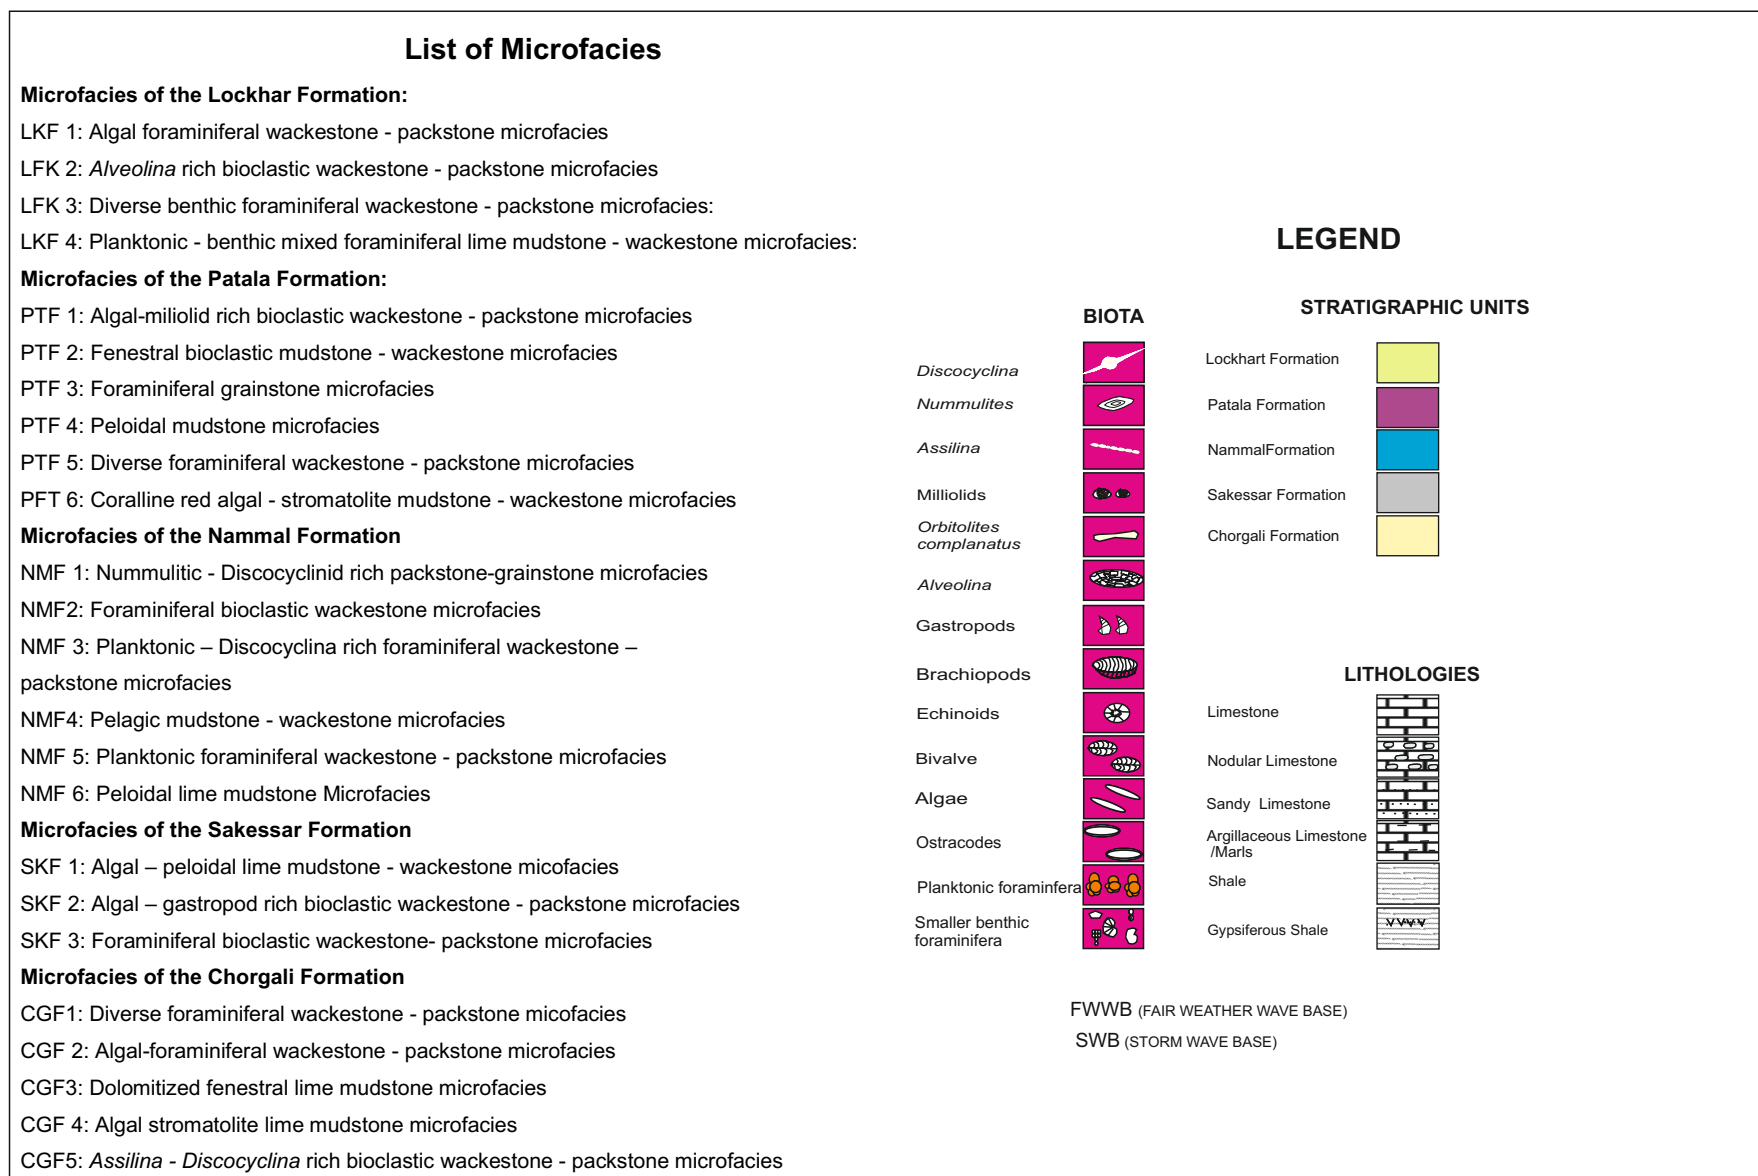 List of Microfacies
Microfacies of the Lockhar Formation:
LKF 1: Algal foraminiferal wackestone - packstone microfacies
LFK 2: Alveolina rich bioclastic wackestone - packstone microfacies
LFK 3: Diverse benthic foraminiferal wackestone - packstone microfacies:
LKF 4: Planktonic - benthic mixed foraminiferal lime mudstone - wackestone microfacies:
Microfacies of the Patala Formation:
PTF 1: Algal-miliolid rich bioclastic wackestone - packstone microfacies
PTF 2: Fenestral bioclastic mudstone - wackestone microfacies
PTF 3: Foraminiferal grainstone microfacies
PTF 4: Peloidal mudstone microfacies
PTF 5: Diverse foraminiferal wackestone - packstone microfacies
PFT 6: Coralline red algal - stromatolite mudstone - wackestone microfacies
Microfacies of the Nammal Formation
NMF 1: Nummulitic - Discocyclinid rich packstone-grainstone microfacies
NMF2: Foraminiferal bioclastic wackestone microfacies
NMF 3: Planktonic – Discocyclina rich foraminiferal wackestone –
packstone microfacies
NMF4: Pelagic mudstone - wackestone microfacies
NMF 5: Planktonic foraminiferal wackestone - packstone microfacies
NMF 6: Peloidal lime mudstone Microfacies
Microfacies of the Sakessar Formation
SKF 1: Algal – peloidal lime mudstone - wackestone micofacies
SKF 2: Algal – gastropod rich bioclastic wackestone - packstone microfacies
SKF 3: Foraminiferal bioclastic wackestone- packstone microfacies
Microfacies of the Chorgali Formation
CGF1: Diverse foraminiferal wackestone - packstone micofacies
CGF 2: Algal-foraminiferal wackestone - packstone microfacies
CGF3: Dolomitized fenestral lime mudstone microfacies
CGF 4: Algal stromatolite lime mudstone microfacies
CGF5: Assilina - Discocyclina rich bioclastic wackestone - packstone microfacies
LEGEND
BIOTA
Discocyclina
Nummulites
Assilina
Milliolids
Orbitolites
complanatus
Alveolina
Gastropods
Brachiopods
Echinoids
Bivalve
Algae
Ostracodes
Planktonic foraminfera
Smaller benthic
foraminifera
STRATIGRAPHIC UNITS
Lockhart Formation
Patala Formation
NammalFormation
Sakessar Formation
Chorgali Formation
LITHOLOGIES
Limestone
Nodular Limestone
Sandy Limestone
Argillaceous Limestone
/Marls
Shale
Gypsiferous Shale
FWWB (FAIR WEATHER WAVE BASE)
SWB (STORM WAVE BASE)